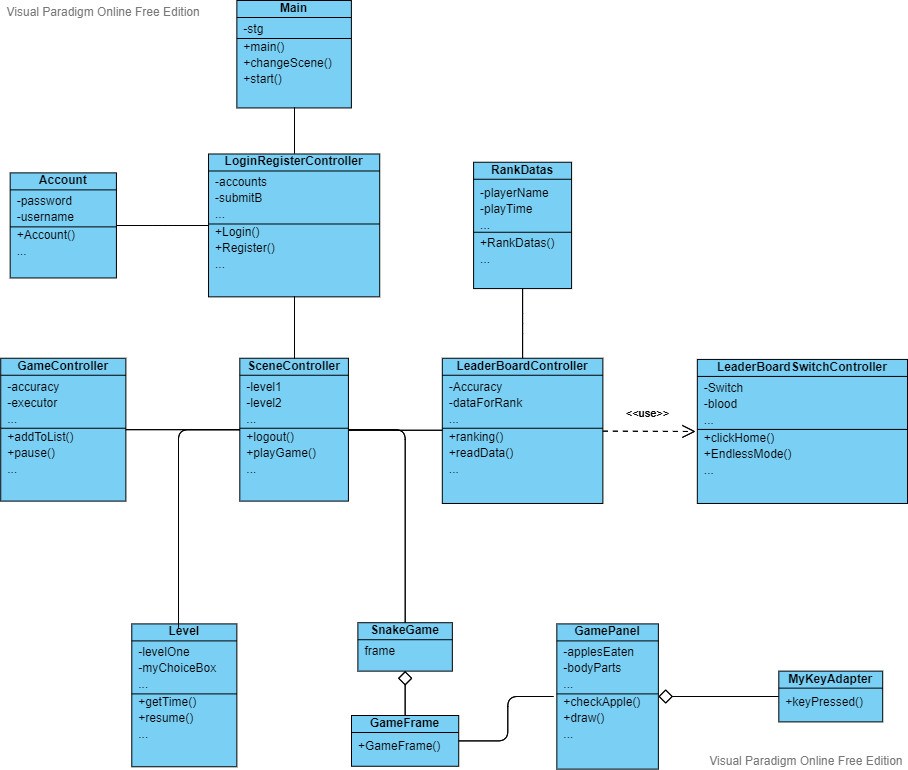 Visual Paradigm Online Free Edition
Main
-stg
+main()
+changeScene()
+start()
LoginRegisterController
-accounts
-submitB
...
+Login()
+Register()
...
Account
-password
-username
+Account()
...
RankDatas
-playerName
-playTime
...
+RankDatas()
...
GameController
-accuracy
-executor
...
+addToList()
+pause()
...
SceneController
-level1
-level2
...
+logout()
+playGame()
...
LeaderBoardController
-Accuracy
-dataForRank
...
+ranking()
+readData()
...
<<use>>
LeaderBoardSwitchController
-Switch
-blood
...
+clickHome()
+EndlessMode()
...
Level
-levelOne
-myChoiceBox
...
+getTime()
+resume()
...
SnakeGame
frame
GameFrame
+GameFrame()
GamePanel
-applesEaten
-bodyParts
...
+checkApple()
+draw()
...
MyKeyAdapter
+keyPressed()
Visual Paradigm Online Free Edition